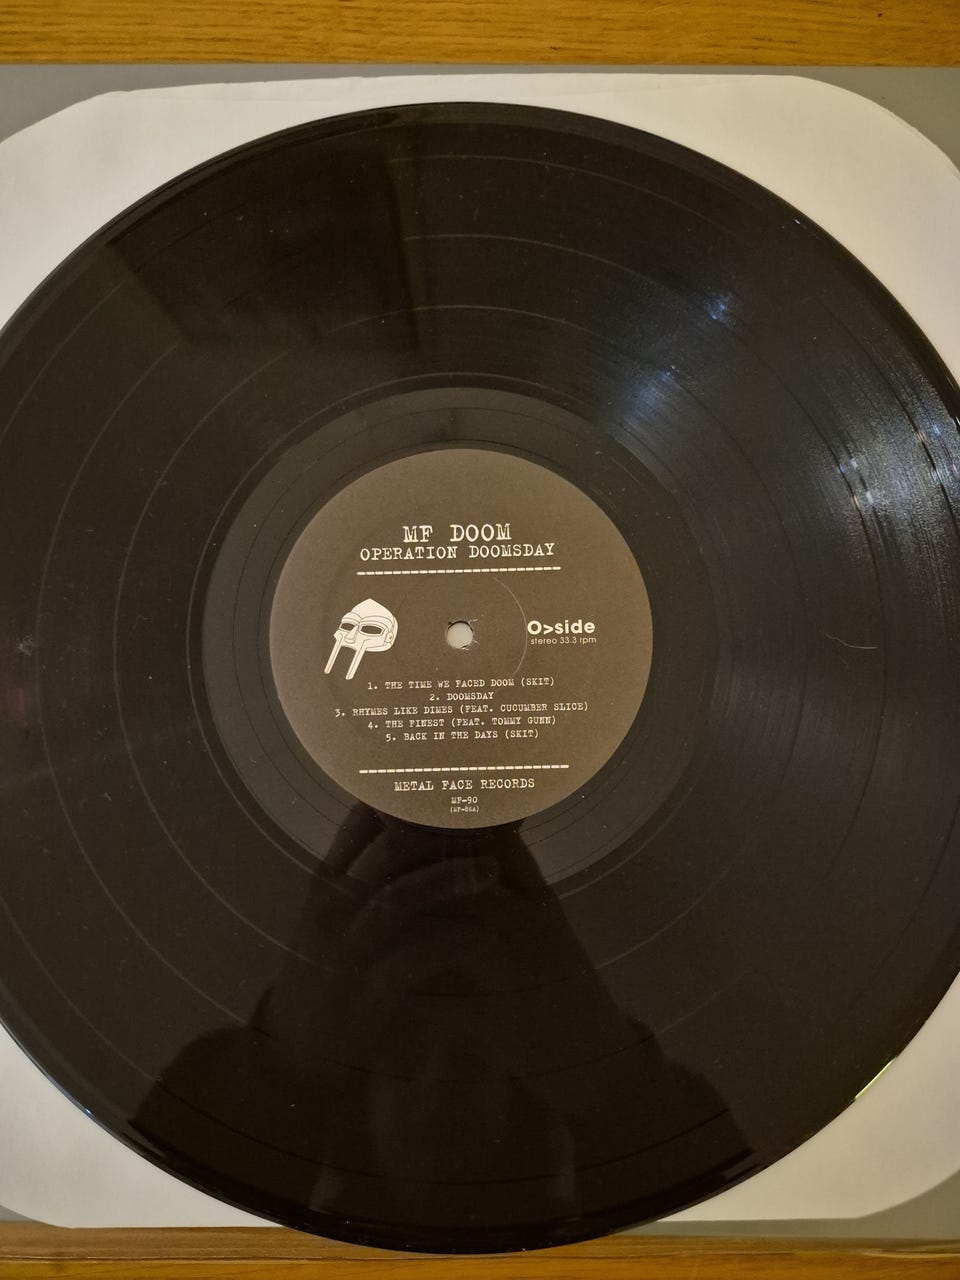 MF DOOM
OPERATION DOOMSDAY
O>side
stereo 33.3 rpm
1. THE TIME WE FACED DOOM (SKIT)
2. DOOMSDAY
3. RHYMES LIKE DIMES (FEAT. CUCUMBER SLICE)
4. THE FINEST (FEAT. TOMMY GUNN)
5. BACK IN THE DAYS (SKIT)
METAL FACE RECORDS
MF-90
(MF-86A)